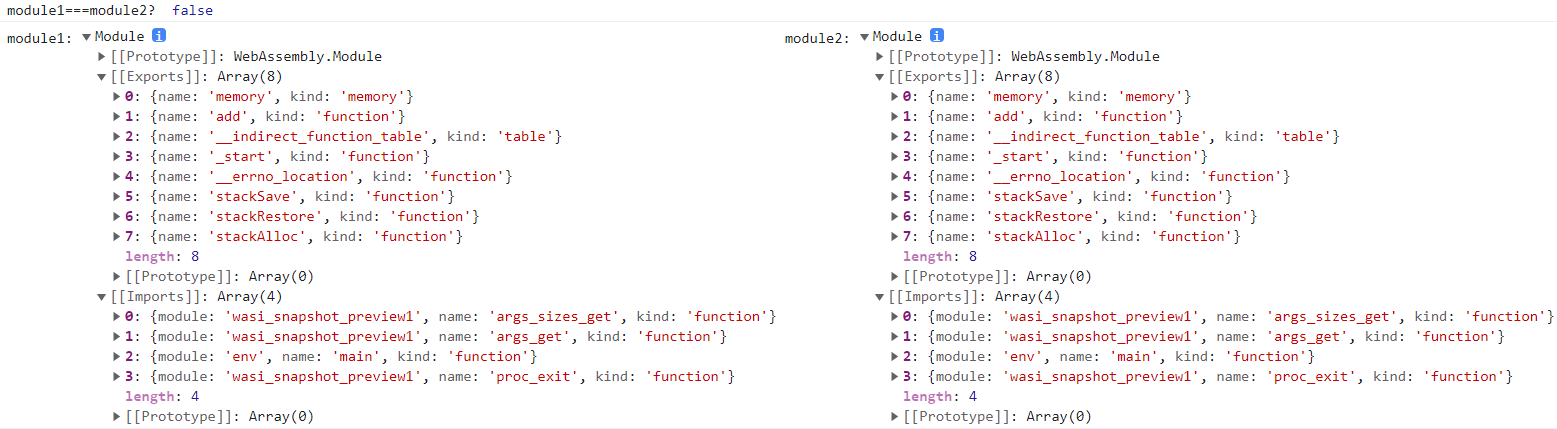 module1===module2?  false
module1: ▼Module i module2: ▼Module i
▶[[Prototype]]: WebAssembly.Module ▶[[Prototype]]: WebAssembly.Module
▼[[Exports]]: Array(8) ▼[[Exports]]: Array(8)
▶0: {name: 'memory', kind: 'memory'} ▶0: {name: 'memory', kind: 'memory'}
▶1: {name: 'add', kind: 'function'} ▶1: {name: 'add', kind: 'function'}
▶2: {name: '__indirect_function_table', kind: 'table'} ▶2: {name: '__indirect_function_table', kind: 'table'}
▶3: {name: '_start', kind: 'function'} ▶3: {name: '_start', kind: 'function'}
▶4: {name: '__errno_location', kind: 'function'} ▶4: {name: '__errno_location', kind: 'function'}
▶5: {name: 'stackSave', kind: 'function'} ▶5: {name: 'stackSave', kind: 'function'}
▶6: {name: 'stackRestore', kind: 'function'} ▶6: {name: 'stackRestore', kind: 'function'}
▶7: {name: 'stackAlloc', kind: 'function'} ▶7: {name: 'stackAlloc', kind: 'function'}
length: 8 length: 8
▶[[Prototype]]: Array(0) ▶[[Prototype]]: Array(0)
▼[[Imports]]: Array(4) ▼[[Imports]]: Array(4)
▶0: {module: 'wasi_snapshot_preview1', name: 'args_sizes_get', kind: 'function'} ▶0: {module: 'wasi_snapshot_preview1', name: 'args_sizes_get', kind: 'function'}
▶1: {module: 'wasi_snapshot_preview1', name: 'args_get', kind: 'function'} ▶1: {module: 'wasi_snapshot_preview1', name: 'args_get', kind: 'function'}
▶2: {module: 'env', name: 'main', kind: 'function'} ▶2: {module: 'env', name: 'main', kind: 'function'}
▶3: {module: 'wasi_snapshot_preview1', name: 'proc_exit', kind: 'function'} ▶3: {module: 'wasi_snapshot_preview1', name: 'proc_exit', kind: 'function'}
length: 4 length: 4
▶[[Prototype]]: Array(0) ▶[[Prototype]]: Array(0)